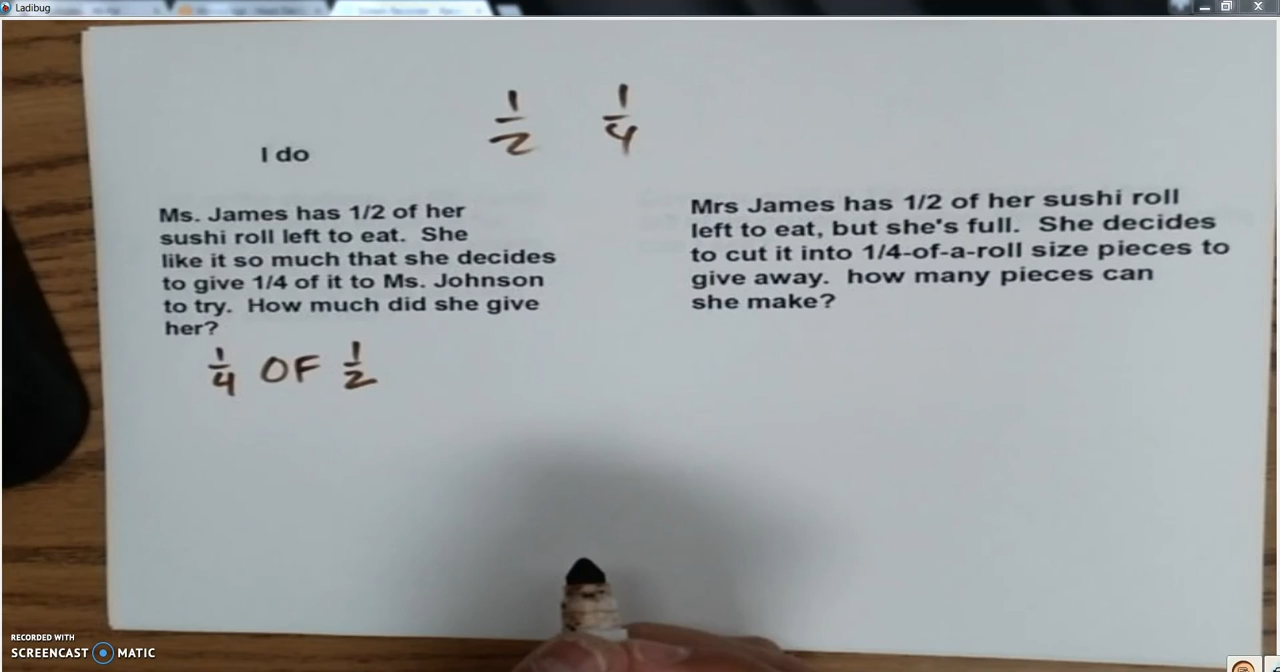 Ladibug
1/2 1/4
I do
Ms. James has 1/2 of her
sushi roll left to eat. She
like it so much that she decides
to give 1/4 of it to Ms. Johnson
to try. How much did she give
her?
1/4 OF 1/2
Mrs James has 1/2 of her sushi roll
left to eat, but she's full. She decides
to cut it into 1/4-of-a-roll size pieces to
give away. how many pieces can
she make?
RECORDED WITH
SCREENCAST MATIC